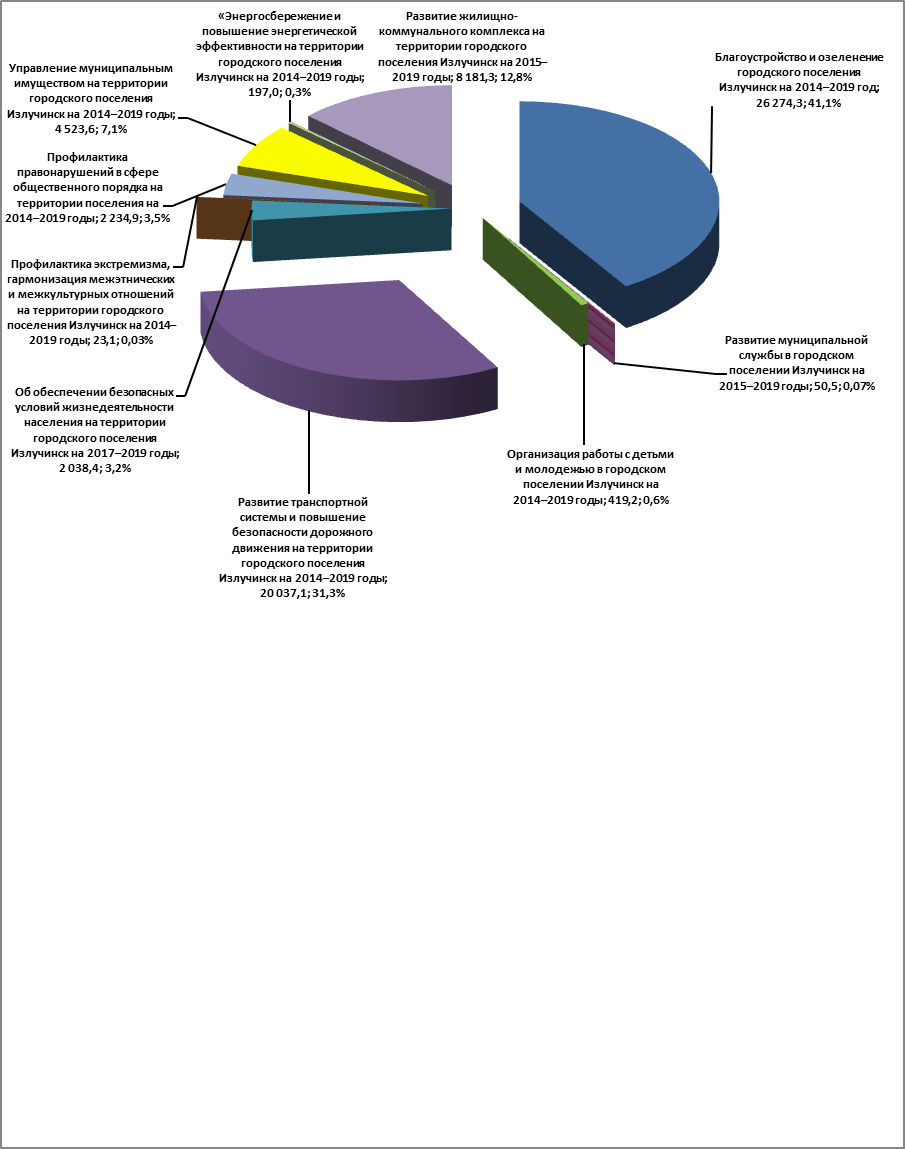 «Энергосбережение и
повышение энергетической
эффективности на территории
городского поселения
Излучинск на 2014–2019 годы;
197,0; 0,3%
Развитие жилищно-
коммунального комплекса на
территории городского
поселения Излучинск на 2015–
2019 годы; 8 181,3; 12,8%
Благоустройство и озеленение
городского поселения
Излучинск на 2014–2019 год;
26 274,3; 41,1%
Управление муниципальным
имуществом на территории
городского поселения
Излучинск на 2014–2019 годы;
4 523,6; 7,1%
Профилактика
правонарушений в сфере
общественного порядка на
территории поселения на
2014–2019 годы; 2 234,9; 3,5%
Профилактика экстремизма,
гармонизация межэтнических
и межкультурных отношений
на территории городского
поселения Излучинск на 2014–
2019 годы; 23,1; 0,03%
Развитие муниципальной
службы в городском
поселении Излучинск на
2015–2019 годы; 50,5; 0,07%
Об обеспечении безопасных
условий жизнедеятельности
населения на территории
городского поселения
Излучинск на 2017–2019 годы;
2 038,4; 3,2%
Организация работы с детьми
и молодежью в городском
поселении Излучинск на
2014–2019 годы; 419,2; 0,6%
Развитие транспортной
системы и повышение
безопасности дорожного
движения на территории
городского поселения
Излучинск на 2014–2019 годы;
20 037,1; 31,3%